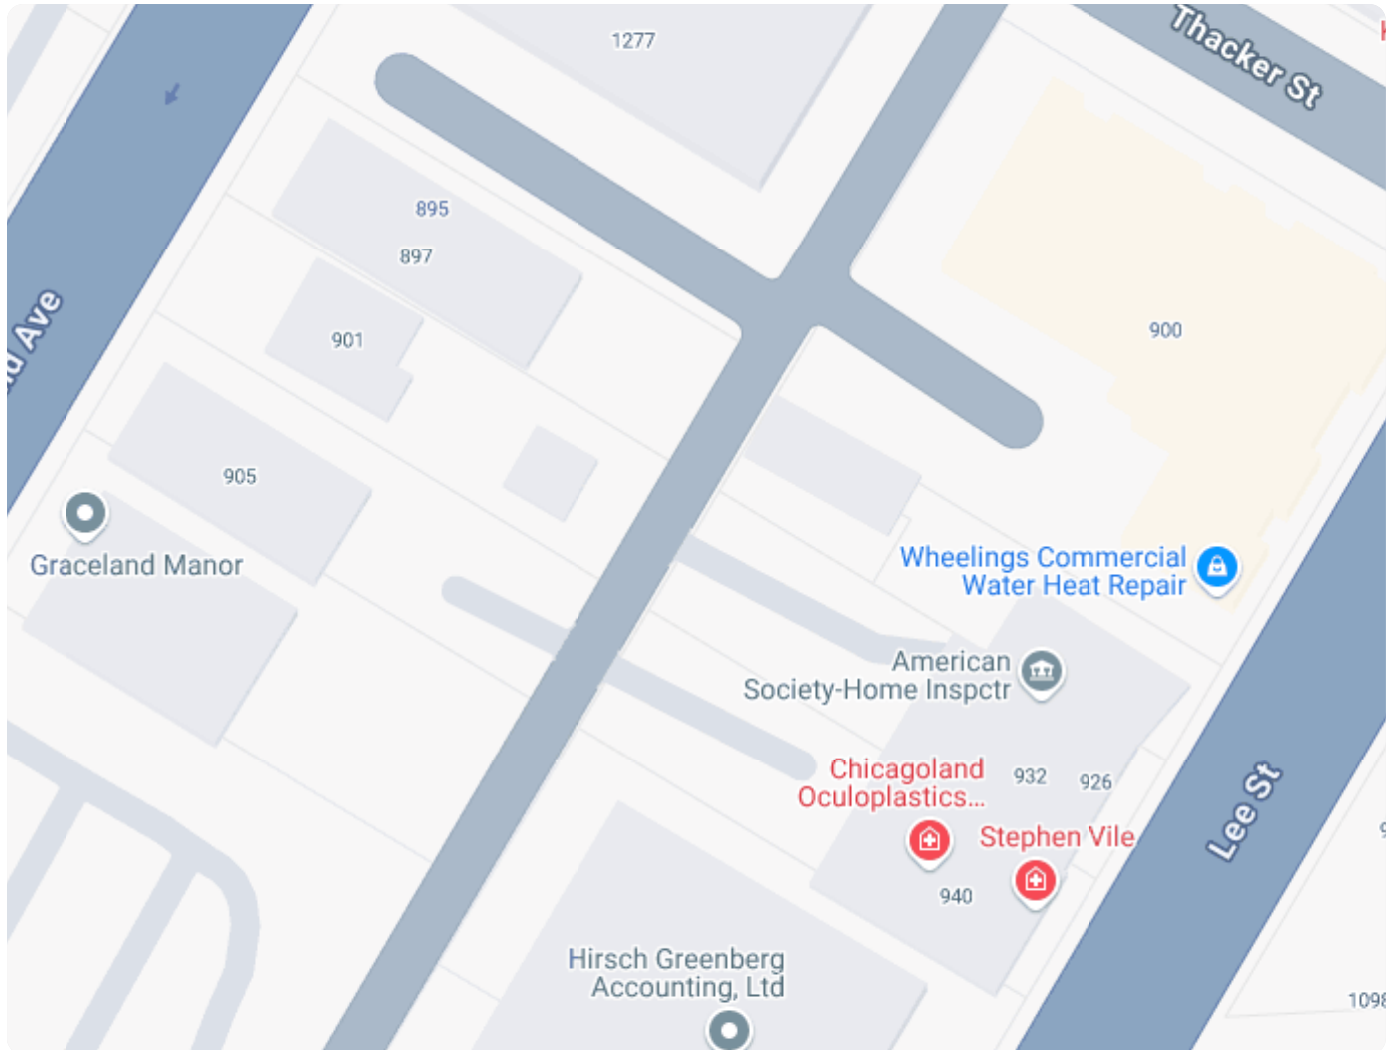 1277
Thacker St
895
897
900
901
905
Graceland Manor
Wheelings Commercial
Water Heat Repair
American
Society-Home Inspctr
Chicagoland
Oculoplastics...
932
926
Stephen Vile
940
Lee St
Hirsch Greenberg
Accounting, Ltd
Ave